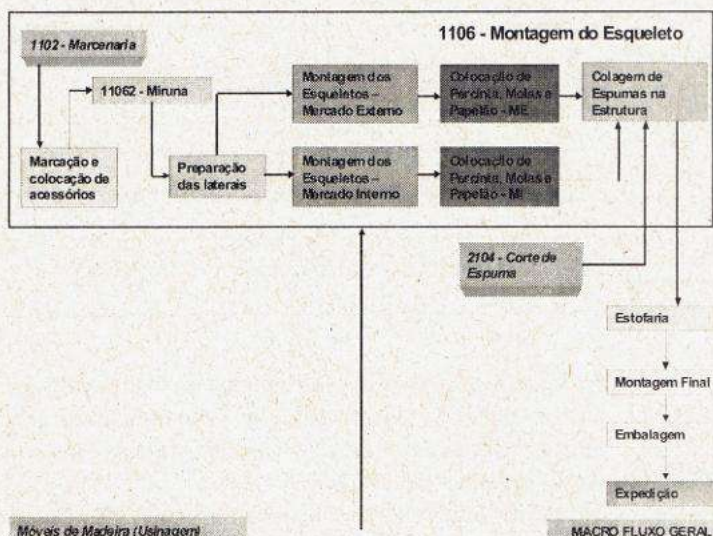 1106 - Montagem do Esqueleto
1102 - Marcenaria
11062 - Miruna
Marcação e
colocação de
acessórios
Preparação
das laterais
Montagem dos
Esqueletos –
Mercado Externo
Colocação de
Percinta, Molas e
Papelão - ME
Colagem de
Espumas na
Estrutura
Montagem dos
Esqueletos –
Mercado Interno
Colocação de
Percinta, Molas e
Papelão - MI
2104 - Corte de
Espuma
Estofaria
Montagem Final
Embalagem
Expedição
Móveis de Madeira (Usinagem)
MACRO FLUXO GERAL